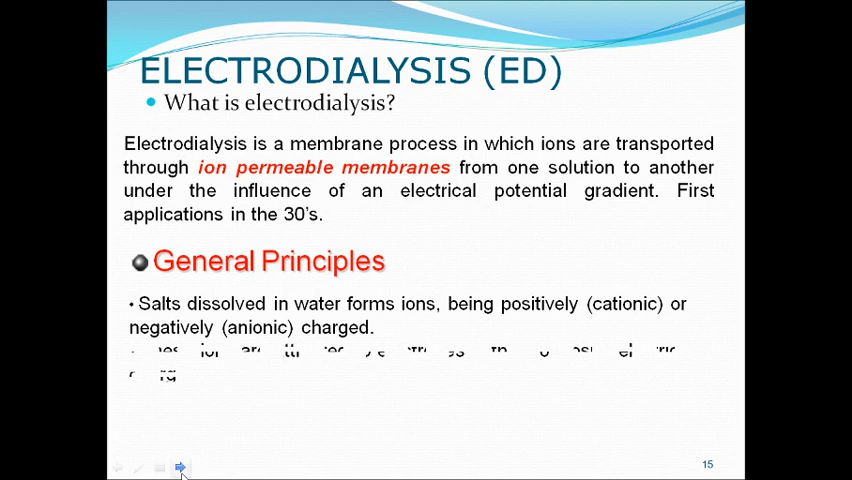 ELECTRODIALYSIS (ED)
• What is electrodialysis?
Electrodialysis is a membrane process in which ions are transported
through ion permeable membranes from one solution to another
under the influence of an electrical potential gradient. First
applications in the 30's.
General Principles
• Salts dissolved in water forms ions, being positively (cationic) or
negatively (anionic) charged.
15